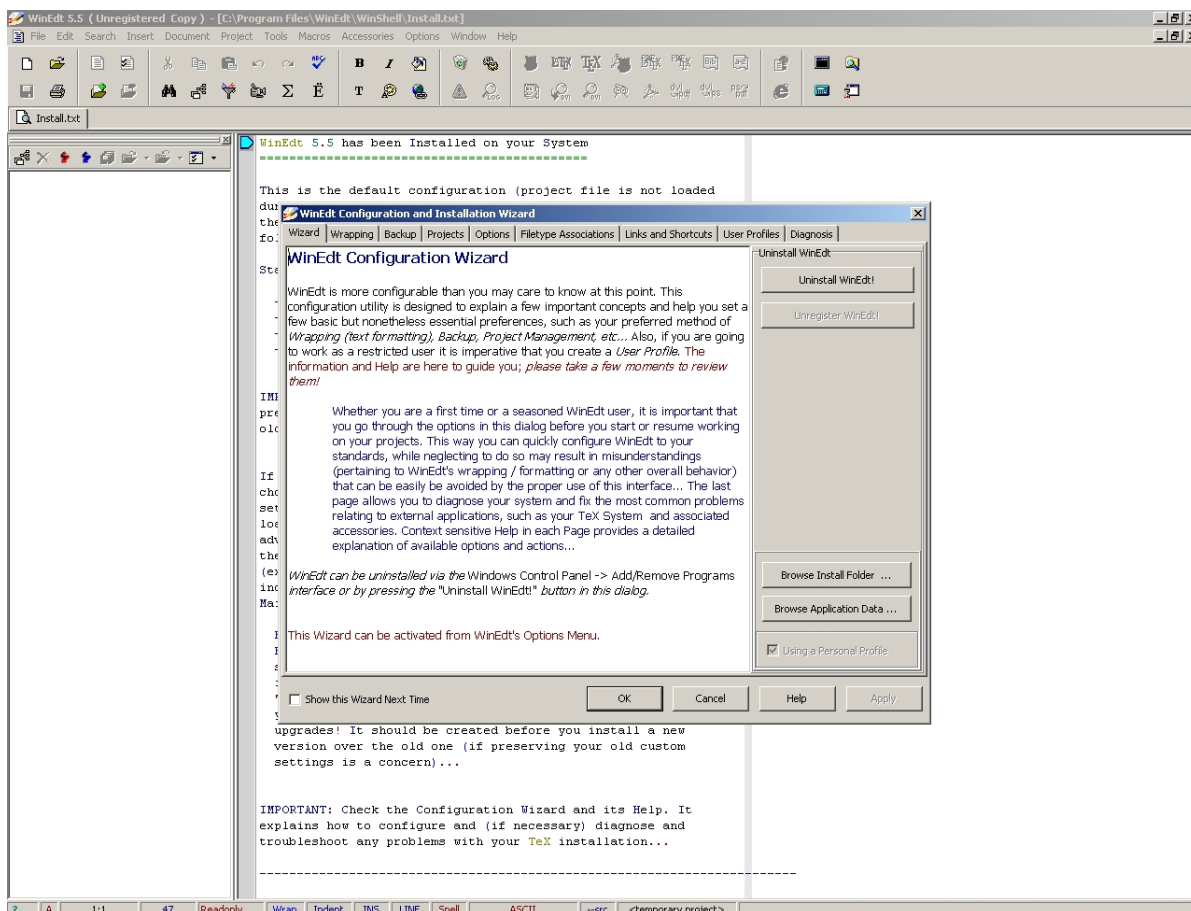 WinEdt 5.5 ( Unregistered Copy ) - [C:\Program Files\WinEdt\WinShell\Install.txt]
File Edit Search Insert Document Project Tools Macros Accessories Options Window Help
Install.txt
WinEdt 5.5 has been Installed on your System
============================================
This is the default configuration (project file is not loaded
WinEdt Configuration and Installation Wizard
Wizard Wrapping Backup Projects Options Filetype Associations Links and Shortcuts User Profiles Diagnosis
WinEdt Configuration Wizard
WinEdt is more configurable than you may care to know at this point. This
configuration utility is designed to explain a few important concepts and help you set a
few basic but nonetheless essential preferences, such as your preferred method of
Wrapping (text formatting), Backup, Project Management, etc... Also, if you are going
to work as a restricted user it is imperative that you create a User Profile. The
information and Help are here to guide you; please take a few moments to review
them!
Whether you are a first time or a seasoned WinEdt user, it is important that
you go through the options in this dialog before you start or resume working
on your projects. This way you can quickly configure WinEdt to your
standards, while neglecting to do so may result in misunderstandings
(pertaining to WinEdt's wrapping / formatting or any other overall behavior)
that can be easily be avoided by the proper use of this interface... The last
page allows you to diagnose your system and fix the most common problems
relating to external applications, such as your TeX System and associated
accessories. Context sensitive Help in each Page provides a detailed
explanation of available options and actions...
WinEdt can be uninstalled via the Windows Control Panel -> Add/Remove Programs
interface or by pressing the "Uninstall WinEdt!" button in this dialog.
This Wizard can be activated from WinEdt's Options Menu.
Uninstall WinEdt
Uninstall WinEdt!
Unregister WinEdt!
Browse Install Folder ...
Browse Application Data ...
Using a Personal Profile
Show this Wizard Next Time
OK Cancel Help Apply
upgrades! It should be created before you install a new
version over the old one (if preserving your old custom
settings is a concern)...
IMPORTANT: Check the Configuration Wizard and its Help. It
explains how to configure and (if necessary) diagnose and
troubleshoot any problems with your TeX installation...
? A 1:1 47 Readonly Wrap Indent INS LINE Spell ASCII --src <temporary project>